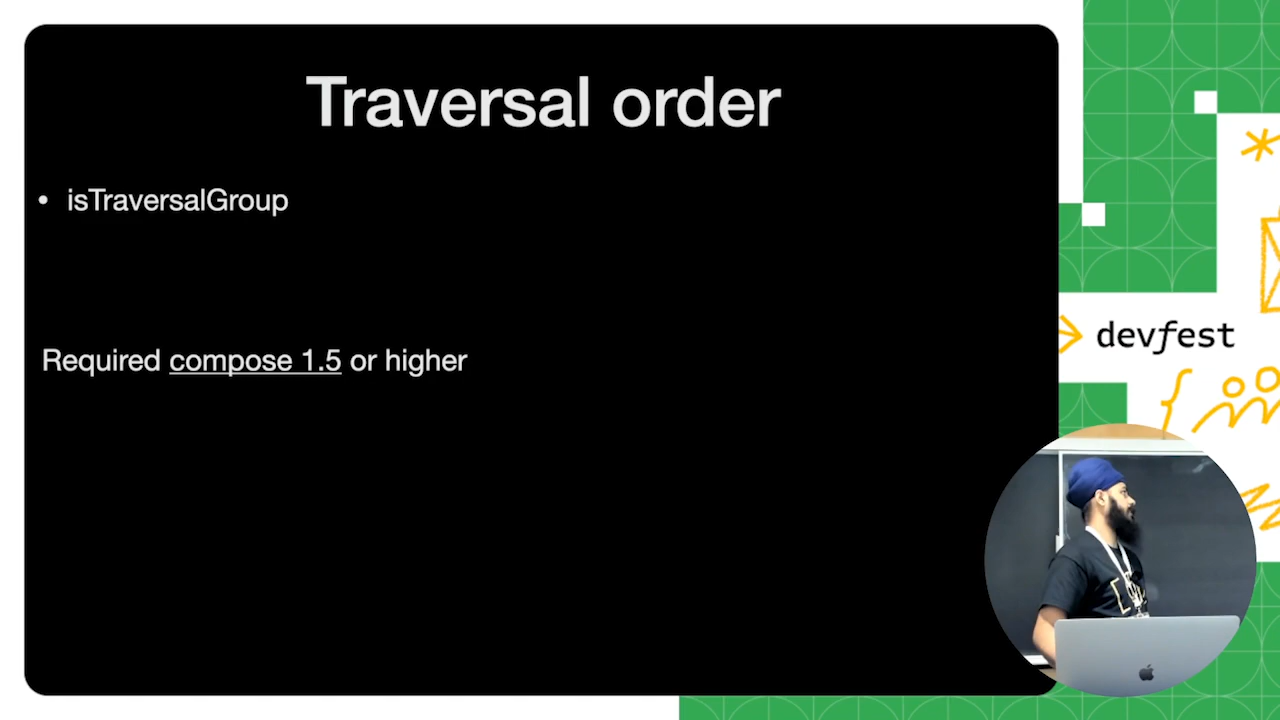 Traversal order
• isTraversalGroup
Required compose 1.5 or higher
devfest